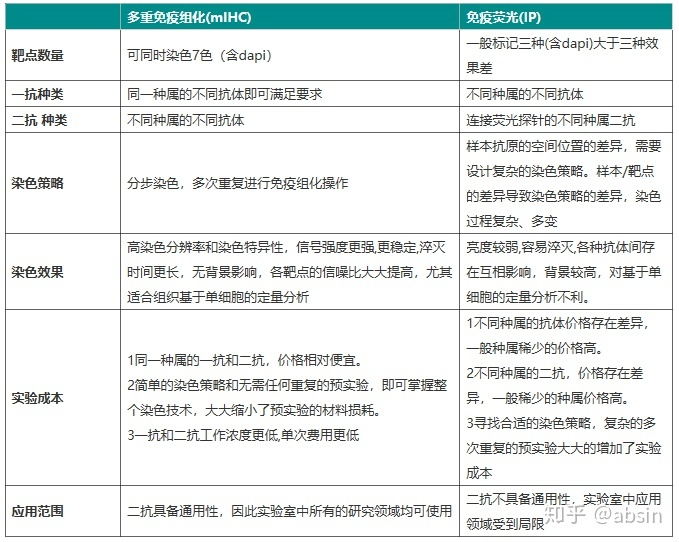 多重免疫组化(mIHC)
免疫荧光(IP)
靶点数量
可同时染色7色（含dapi）
一般标记三种(含dapi)大于三种效
果差
一抗种类
同一种属的不同抗体即可满足要求
不同种属的不同抗体
二抗 种类
不同种属的不同抗体
连接荧光探针的不同种属二抗
染色策略
分步染色，多次重复进行免疫组化操作
样本抗原的空间位置的差异，需要
设计复杂的染色策略。样本/靶点
的差异导致染色策略的差异，染色
过程复杂、多变
染色效果
高染色分辨率和染色特异性，信号强度更强,更稳定,淬灭
时间更长，无背景影响，各靶点的信噪比大大提高，尤其
适合组织基于单细胞的定量分析
亮度较弱,容易淬灭,各种抗体间存
在互相影响，背景较高，对基于单
细胞的定量分析不利。
实验成本
1同一种属的一抗和二抗，价格相对便宜。
2简单的染色策略和无需任何重复的预实验，即可掌握整
个染色技术，大大缩小了预实验的材料损耗。
3一抗和二抗工作浓度更低,单次费用更低
1不同种属的抗体价格存在差异，
一般种属稀少的价格高。
2不同种属的二抗，价格存在差
异，一般稀少的种属价格高。
3寻找合适的染色策略，复杂的多
次重复的预实验大大的增加了实验
成本
应用范围
二抗具备通用性，因此实验室中所有的研究领域均可使用
二抗不具备通用性，实验室中应用
领域受到局限
知乎 @absin